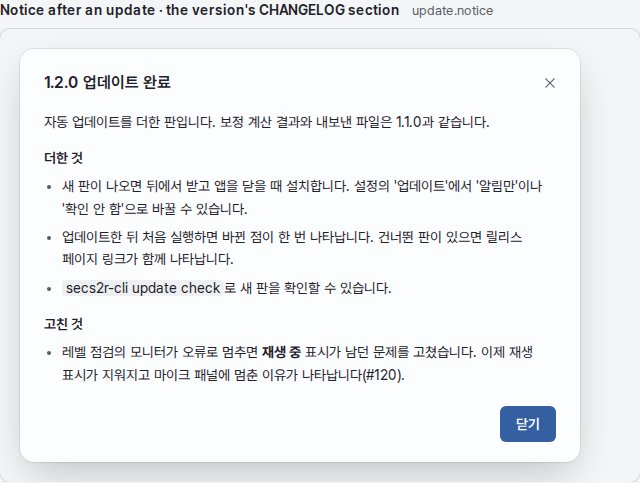 Notice after an update · the version's CHANGELOG section update.notice
1.2.0 업데이트 완료
자동 업데이트를 더한 판입니다. 보정 계산 결과와 내보낸 파일은 1.1.0과 같습니다.
더한 것
• 새 판이 나오면 뒤에서 받고 앱을 닫을 때 설치합니다. 설정의 '업데이트'에서 '알림만'이나
'확인 안 함'으로 바꿀 수 있습니다.
• 업데이트한 뒤 처음 실행하면 바뀐 점이 한 번 나타납니다. 건너뛴 판이 있으면 릴리스
페이지 링크가 함께 나타납니다.
• secs2r-cli update check 로 새 판을 확인할 수 있습니다.
고친 것
• 레벨 점검의 모니터가 오류로 멈추면 재생 중 표시가 남던 문제를 고쳤습니다. 이제 재생
표시가 지워지고 마이크 패널에 멈춘 이유가 나타납니다(#120).
닫기